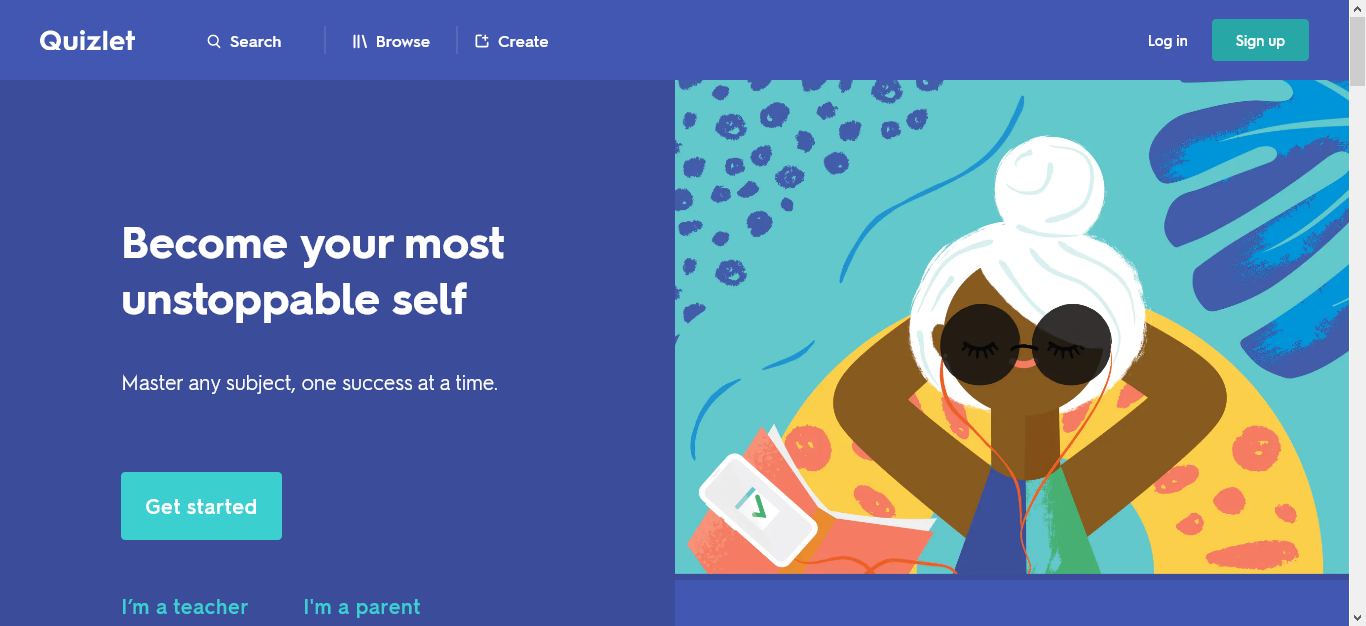 Quizlet
Search
Browse
Create
Log in
Sign up
Become your most
unstoppable self
Master any subject, one success at a time.
Get started
I’m a teacher
I'm a parent